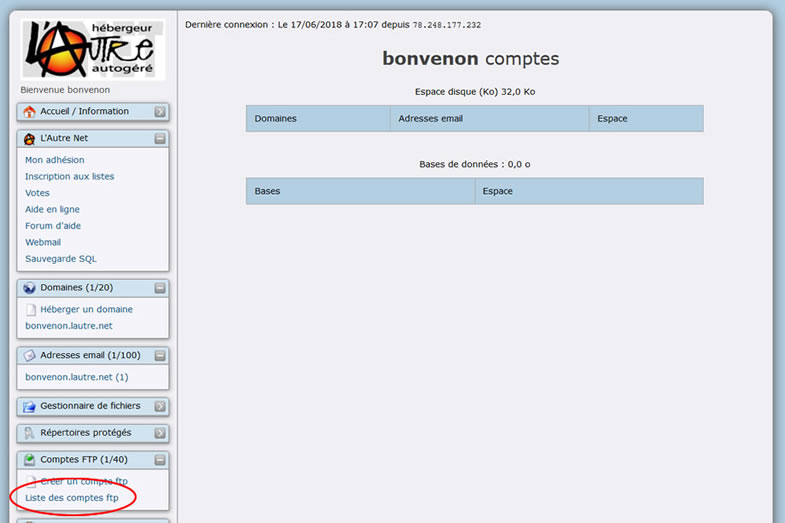 hébergeur
L'AUTRE
NET
autogéré
Bienvenue bonvenon
Accueil / Information
L'Autre Net
Mon adhésion
Inscription aux listes
Votes
Aide en ligne
Forum d'aide
Webmail
Sauvegarde SQL
Domaines (1/20)
Héberger un domaine
bonvenon.lautre.net
Adresses email (1/100)
bonvenon.lautre.net (1)
Gestionnaire de fichiers
Répertoires protégés
Comptes FTP (1/40)
Créer un compte ftp
Liste des comptes ftp
Dernière connexion : Le 17/06/2018 à 17:07 depuis 78.248.177.232
bonvenon comptes
Espace disque (Ko) 32,0 Ko
Domaines Adresses email Espace
Bases de données : 0,0 o
Bases Espace